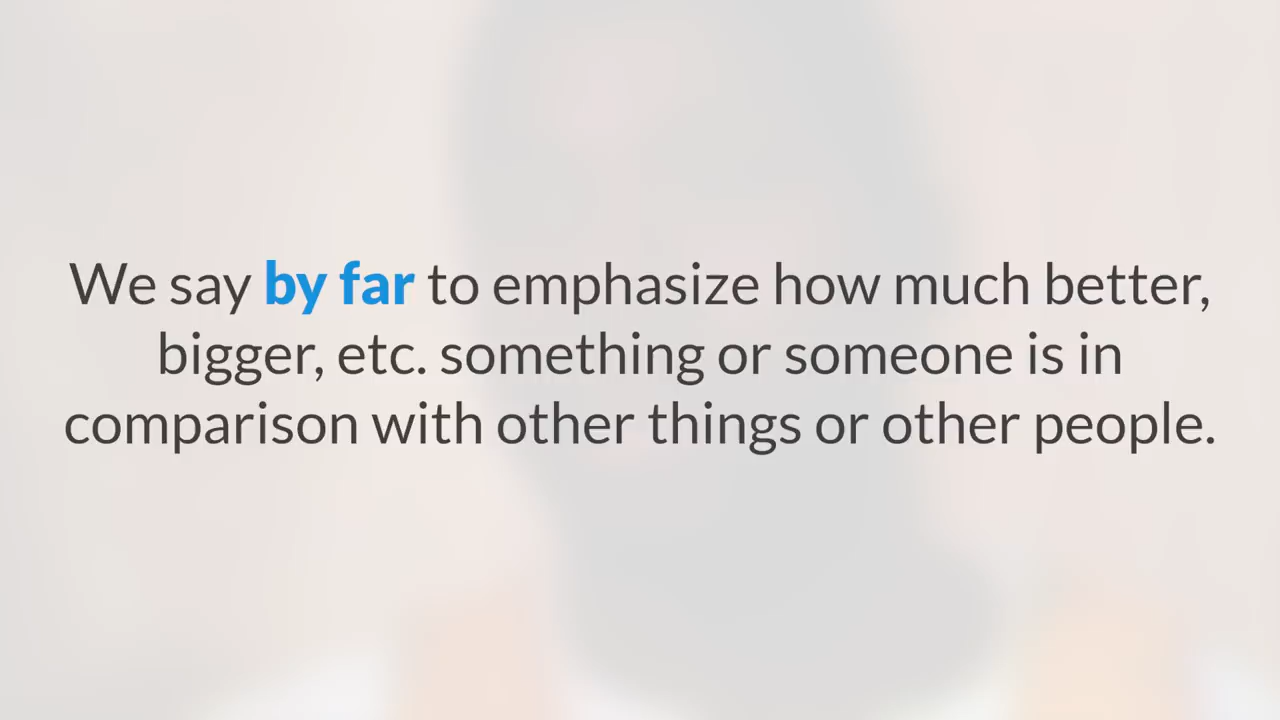 We say by far to emphasize how much better,
bigger, etc. something or someone is in
comparison with other things or other people.